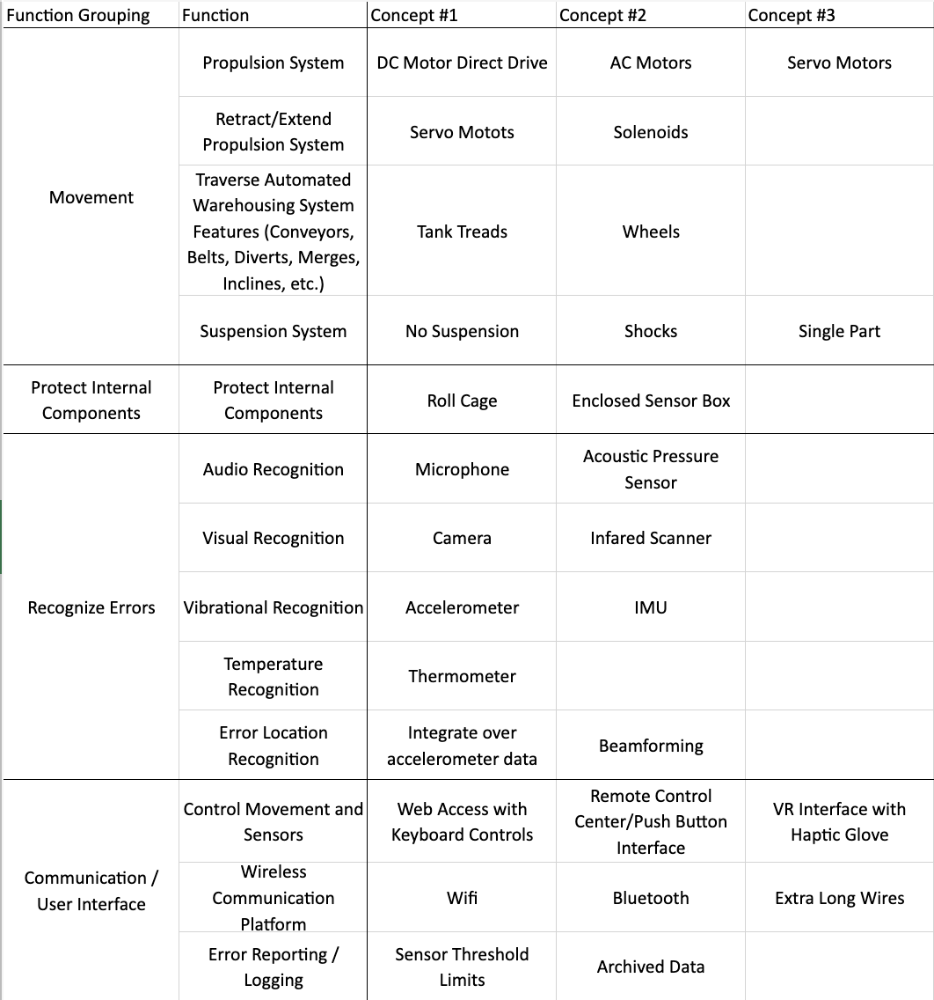 Function Grouping
Function
Concept #1
Concept #2
Concept #3
Movement
Propulsion System
DC Motor Direct Drive
AC Motors
Servo Motors
Retract/Extend
Propulsion System
Servo Motots
Solenoids
Traverse Automated
Warehousing System
Features (Conveyors,
Belts, Diverts, Merges,
Inclines, etc.)
Tank Treads
Wheels
Suspension System
No Suspension
Shocks
Single Part
Protect Internal
Components
Protect Internal
Components
Roll Cage
Enclosed Sensor Box
Recognize Errors
Audio Recognition
Microphone
Acoustic Pressure
Sensor
Visual Recognition
Camera
Infared Scanner
Vibrational Recognition
Accelerometer
IMU
Temperature
Recognition
Thermometer
Error Location
Recognition
Integrate over
accelerometer data
Beamforming
Communication /
User Interface
Control Movement and
Sensors
Web Access with
Keyboard Controls
Remote Control
Center/Push Button
Interface
VR Interface with
Haptic Glove
Wireless
Communication
Platform
Wifi
Bluetooth
Extra Long Wires
Error Reporting /
Logging
Sensor Threshold
Limits
Archived Data